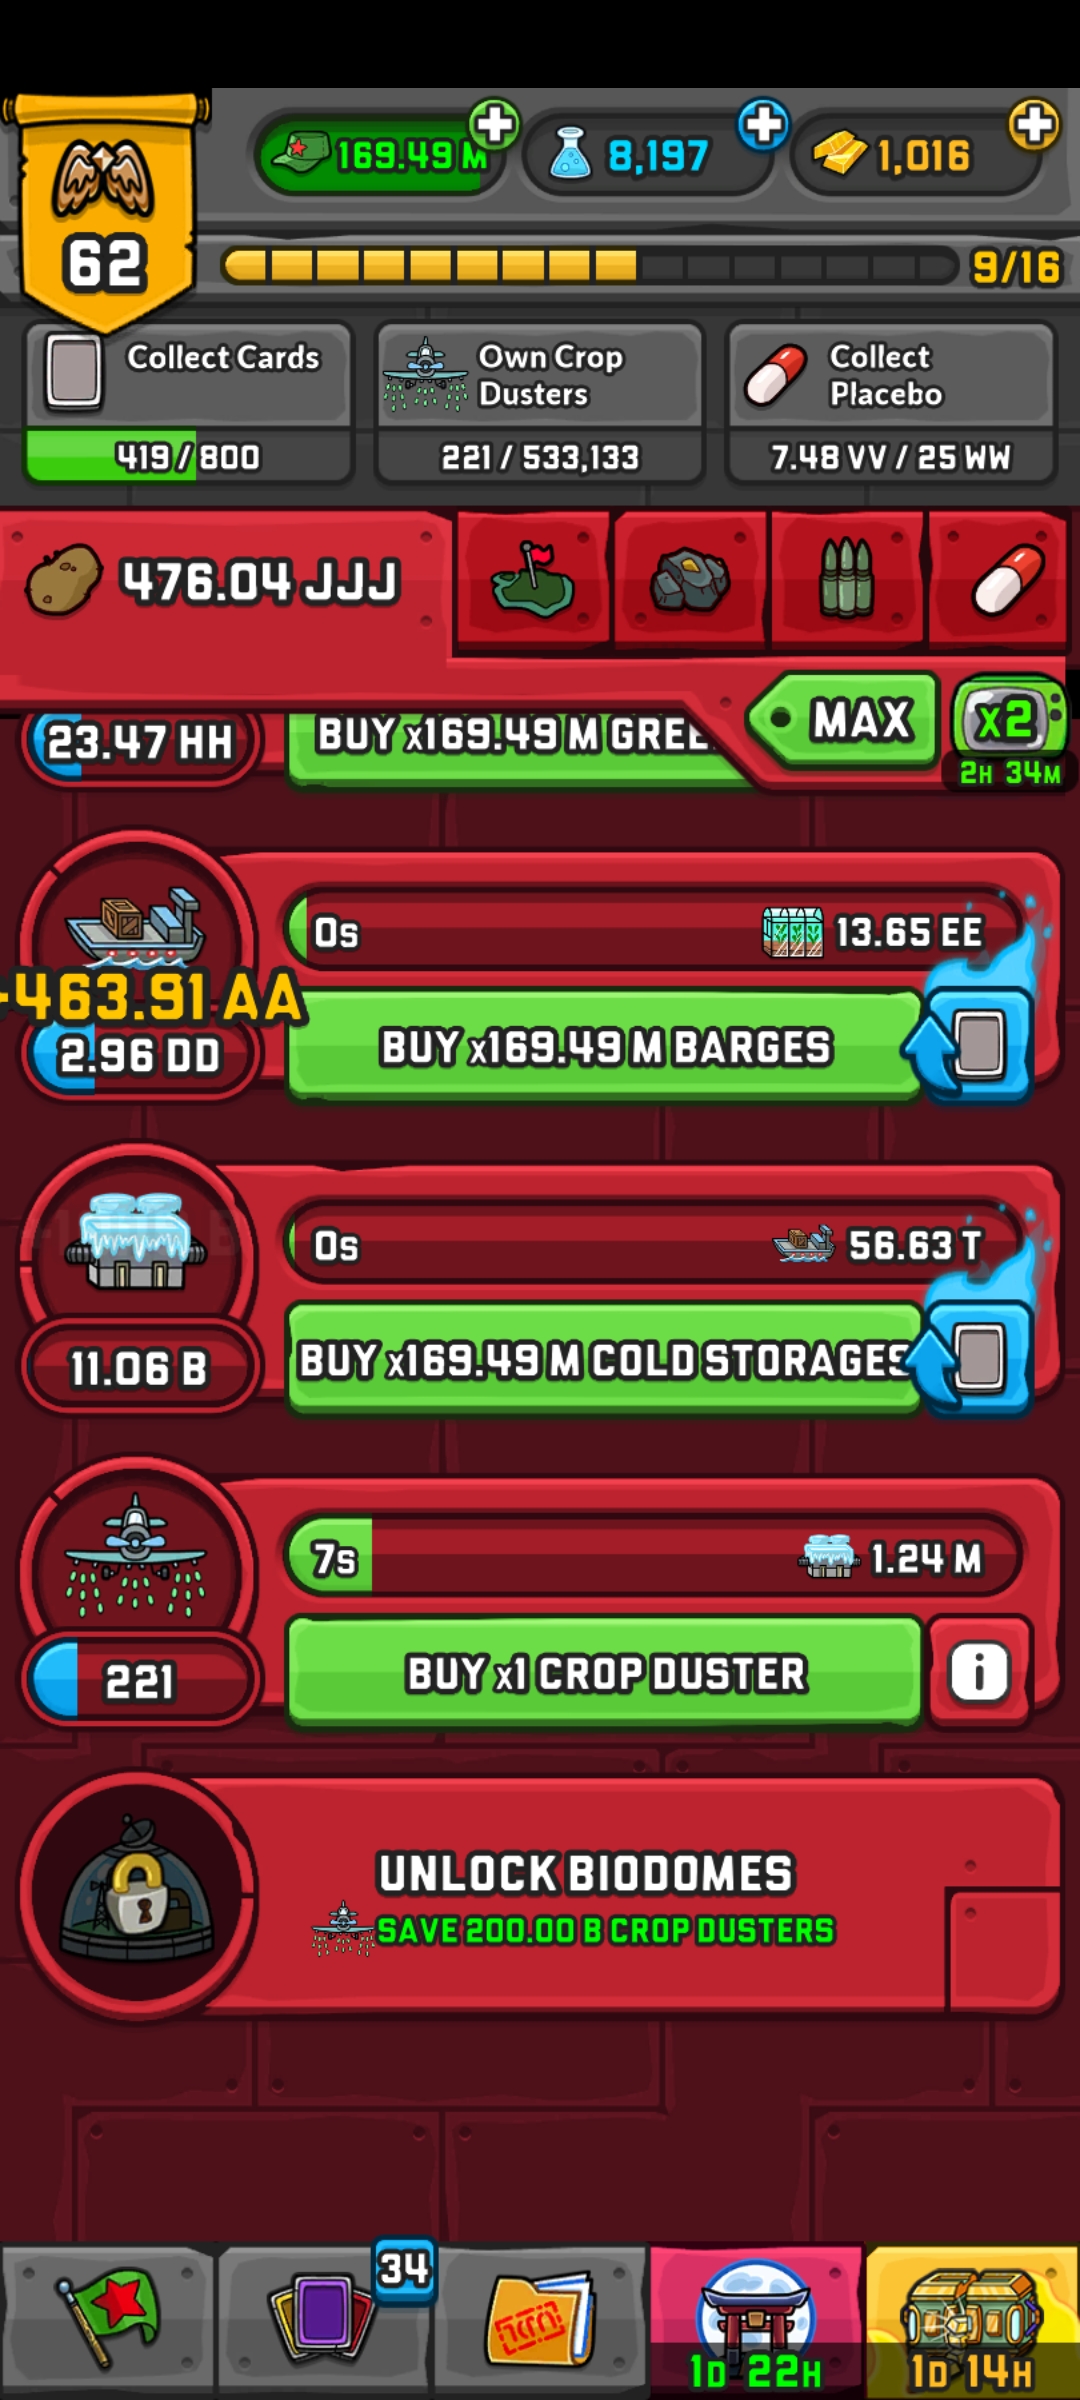 169.49 M
8,197
1,016
62
9/16
Collect Cards
419 / 800
Own Crop
Dusters
221 / 533,133
Collect
Placebo
7.48 VV / 25 WW
476.04 JJJ
MAX
x2
2H 34M
23.47 HH
BUY x169.49 M GREE
0s
13.65 EE
463.91 AA
2.96 DD
BUY x169.49 M BARGES
0s
56.63 T
11.06 B
BUY x169.49 M COLD STORAGES
7s
1.24 M
221
BUY x1 CROP DUSTER
i
UNLOCK BIODOMES
SAVE 200.00 B CROP DUSTERS
34
1D 22H
1D 14H